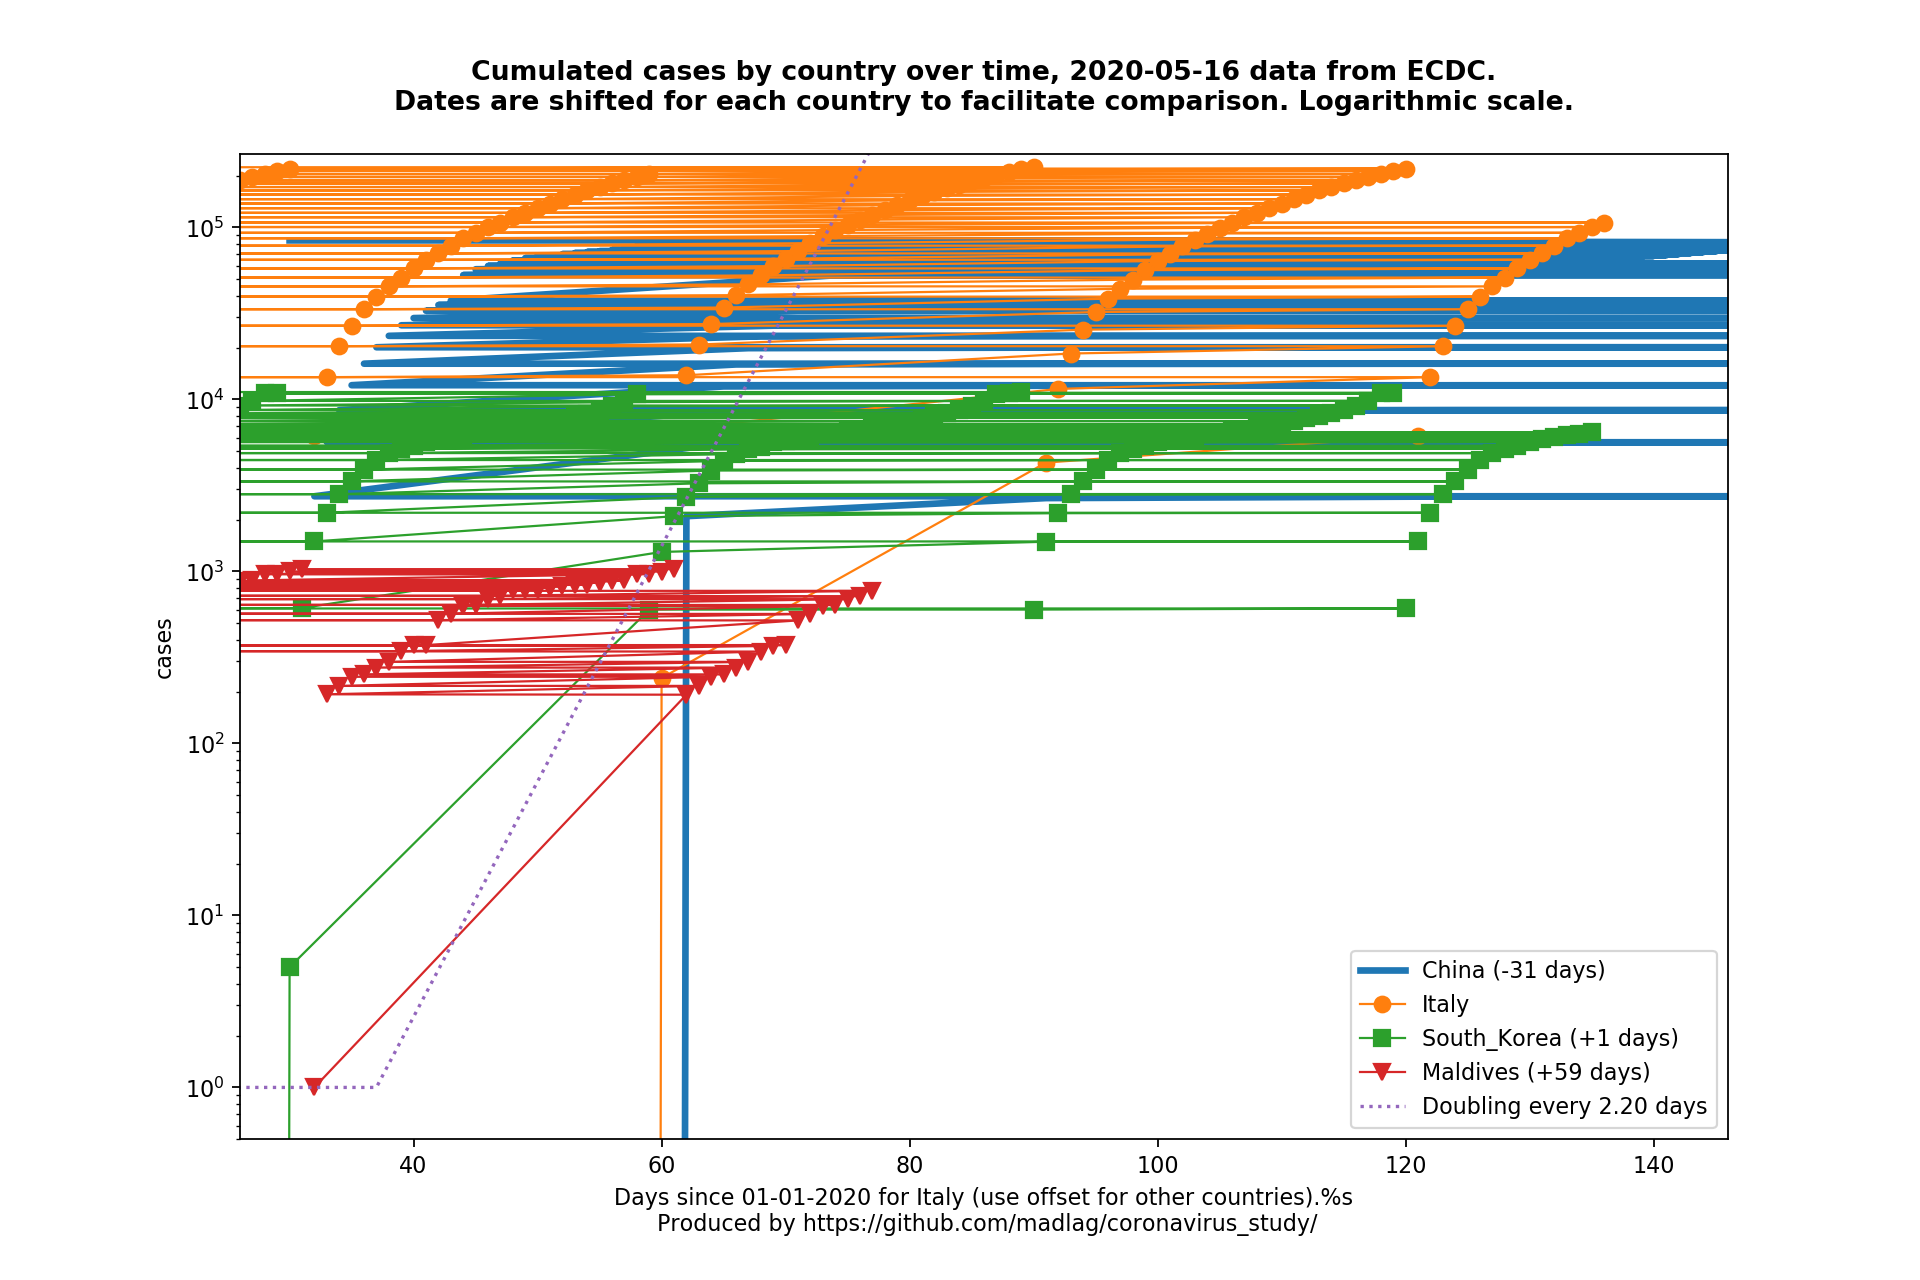 Cumulated cases by country over time, 2020-05-16 data from ECDC.
Dates are shifted for each country to facilitate comparison. Logarithmic scale.
10^5
10^4
10^3
10^2
10^1
10^0
cases
40 60 80 100 120 140
China (-31 days)
Italy
South_Korea (+1 days)
Maldives (+59 days)
Doubling every 2.20 days
Days since 01-01-2020 for Italy (use offset for other countries).%s
Produced by https://github.com/madlag/coronavirus_study/